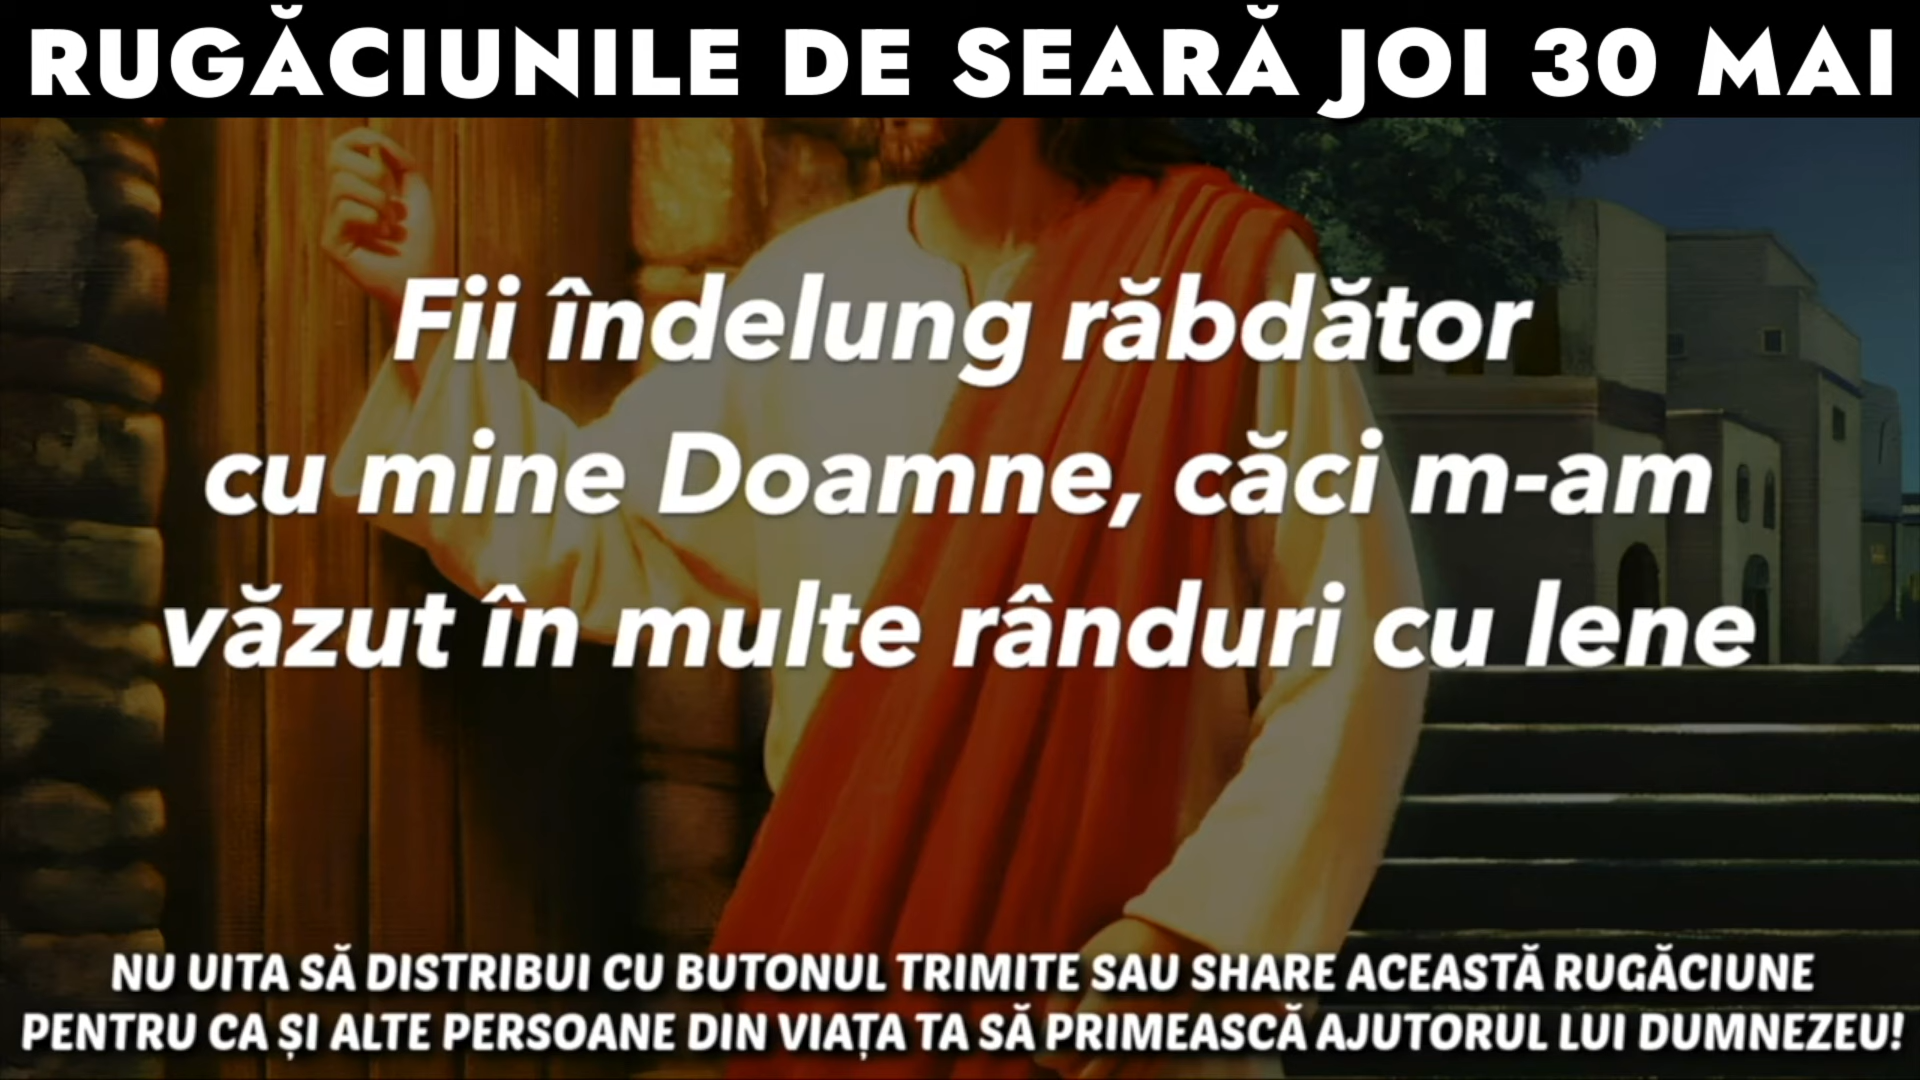 RUGĂCIUNILE DE SEARĂ JOI 30 MAI
Fii îndelung răbdător
cu mine Doamne, căci m-am
văzut în multe rânduri cu lene
NU UITA SĂ DISTRIBUI CU BUTONUL TRIMITE SAU SHARE ACEASTĂ RUGĂCIUNE
PENTRU CA ȘI ALTE PERSOANE DIN VIAȚA TA SĂ PRIMEASCĂ AJUTORUL LUI DUMNEZEU!